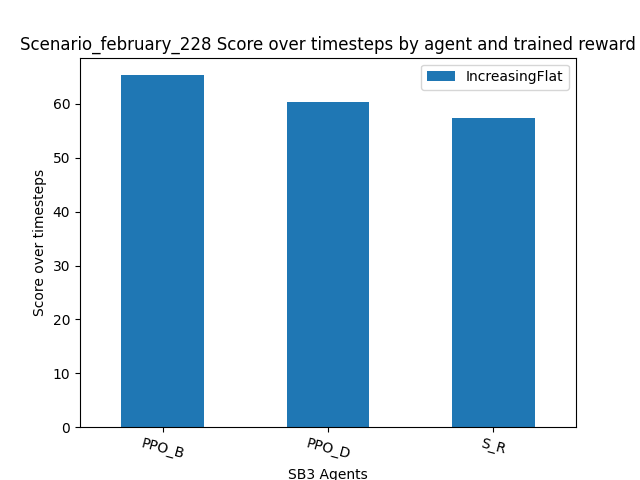 Scenario_february_228 Score over timesteps by agent and trained reward
IncreasingFlat
Score over timesteps
60
50
40
30
20
10
0
PPO_B
PPO_D
S_R
SB3 Agents